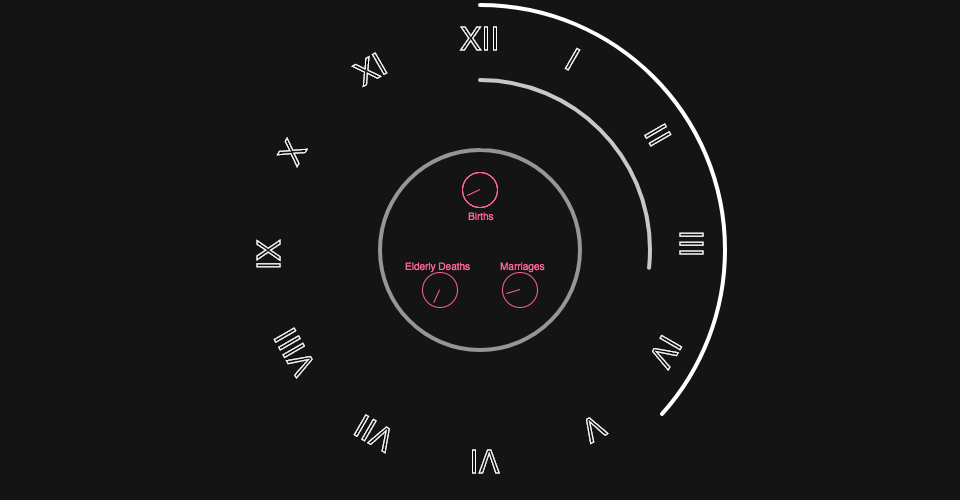 XII
I
II
III
IV
V
VI
VII
VIII
IX
X
XI
Births
Elderly Deaths
Marriages